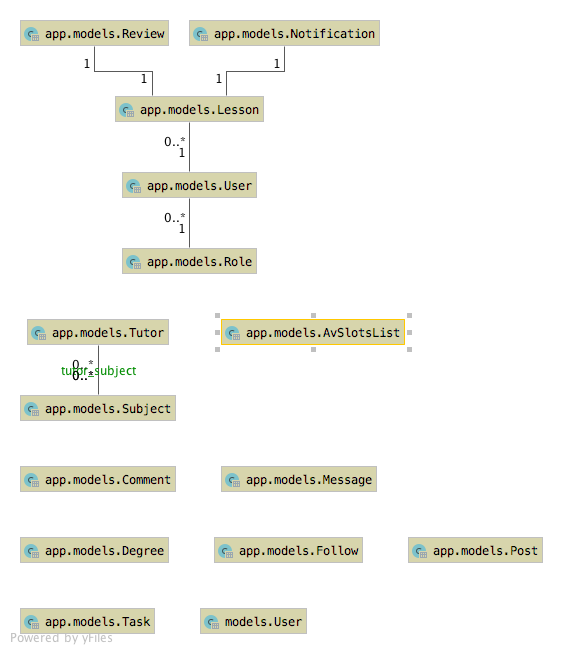 app.models.Review app.models.Notification
1 1
1 1
app.models.Lesson
0..*
1
app.models.User
0..*
1
app.models.Role
app.models.Tutor app.models.AvSlotsList
0..*
tutor_subject
0..*
app.models.Subject
app.models.Comment app.models.Message
app.models.Degree app.models.Follow app.models.Post
app.models.Task models.User
Powered by yFiles